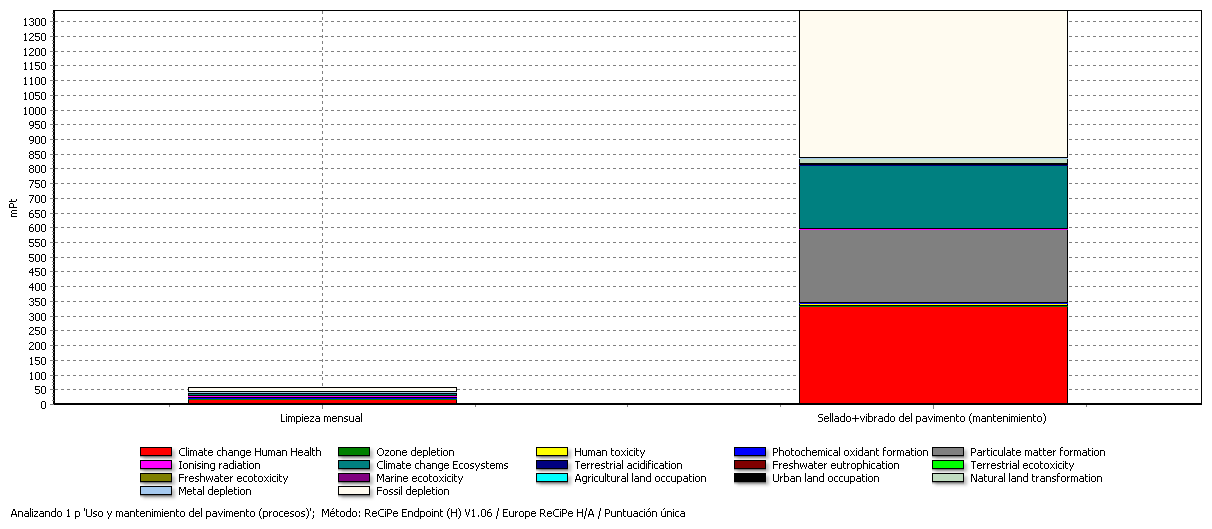 1300
1250
1200
1150
1100
1050
1000
950
900
850
800
750
700
650
600
550
500
450
400
350
300
250
200
150
100
50
0
mPt
Limpieza mensual
Sellado+vibrado del pavimento (mantenimiento)
Climate change Human Health
Ozone depletion
Human toxicity
Photochemical oxidant formation
Particulate matter formation
Ionising radiation
Climate change Ecosystems
Terrestrial acidification
Freshwater eutrophication
Terrestrial ecotoxicity
Freshwater ecotoxicity
Marine ecotoxicity
Agricultural land occupation
Urban land occupation
Natural land transformation
Metal depletion
Fossil depletion
Analizando 1 p 'Uso y mantenimiento del pavimento (procesos)'; Método: ReCiPe Endpoint (H) V1.06 / Europe ReCiPe H/A / Puntuación única